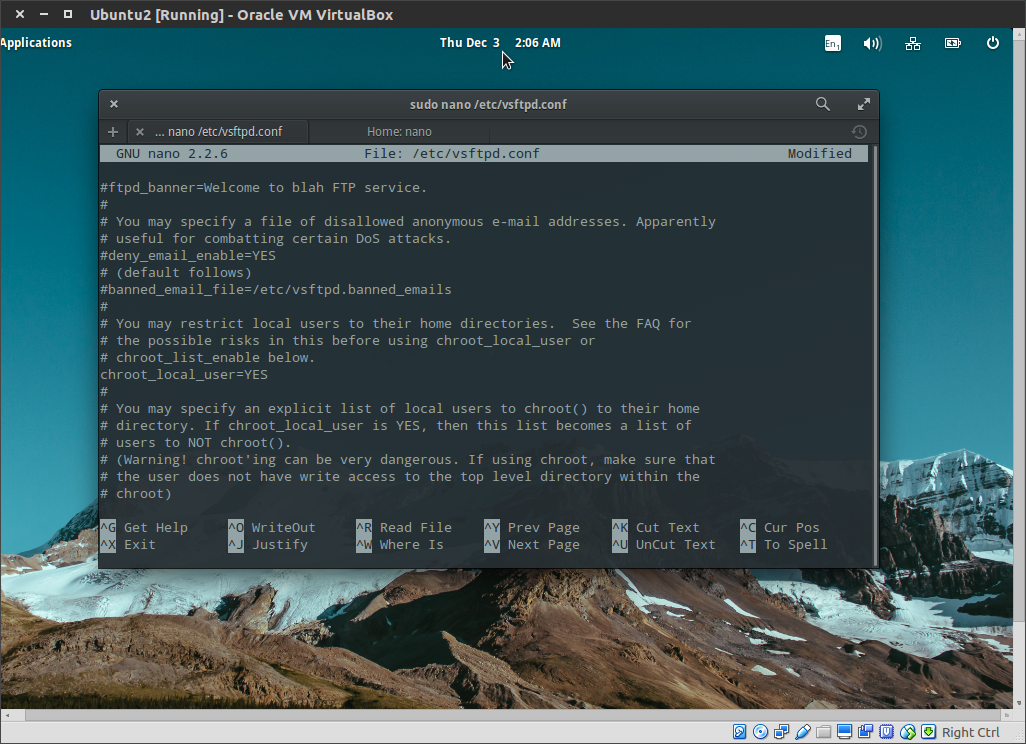 Ubuntu2 [Running] - Oracle VM VirtualBox
Applications
Thu Dec 3 2:06 AM
En1
sudo nano /etc/vsftpd.conf
... nano /etc/vsftpd.conf
Home: nano
GNU nano 2.2.6 File: /etc/vsftpd.conf Modified
#ftpd_banner=Welcome to blah FTP service.
#
# You may specify a file of disallowed anonymous e-mail addresses. Apparently
# useful for combatting certain DoS attacks.
#deny_email_enable=YES
# (default follows)
#banned_email_file=/etc/vsftpd.banned_emails
#
# You may restrict local users to their home directories.  See the FAQ for
# the possible risks in this before using chroot_local_user or
# chroot_list_enable below.
chroot_local_user=YES
#
# You may specify an explicit list of local users to chroot() to their home
# directory. If chroot_local_user is YES, then this list becomes a list of
# users to NOT chroot().
# (Warning! chroot'ing can be very dangerous. If using chroot, make sure that
# the user does not have write access to the top level directory within the
# chroot)
^G Get Help ^O WriteOut ^R Read File ^Y Prev Page ^K Cut Text ^C Cur Pos
^X Exit ^J Justify ^W Where Is ^V Next Page ^U UnCut Text ^T To Spell
Right Ctrl